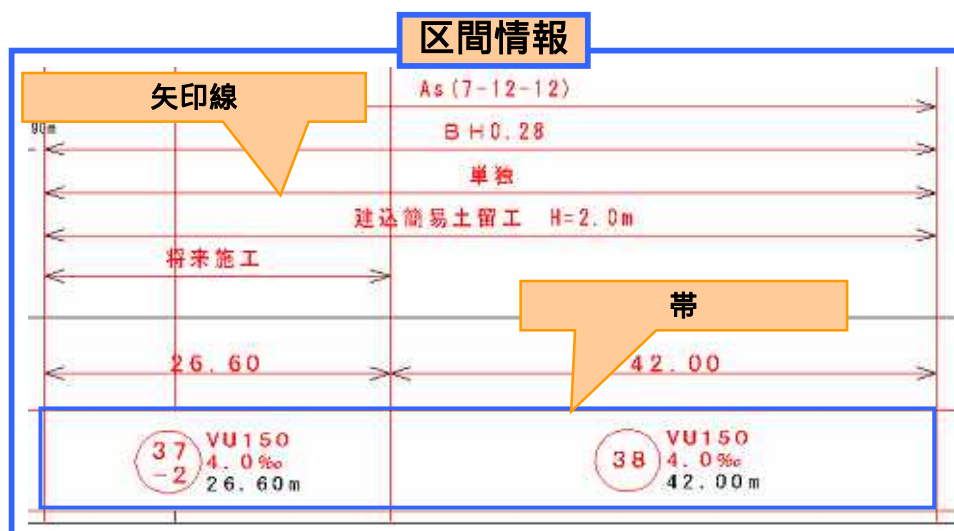 区間情報
矢印線
As(7-12-12)
90m
BH0.28
単独
建込簡易土留工 H=2.0m
将来施工
帯
26.60
42.00
37
-2
VU150
4.0‰
26.60m
38
VU150
4.0‰
42.00m